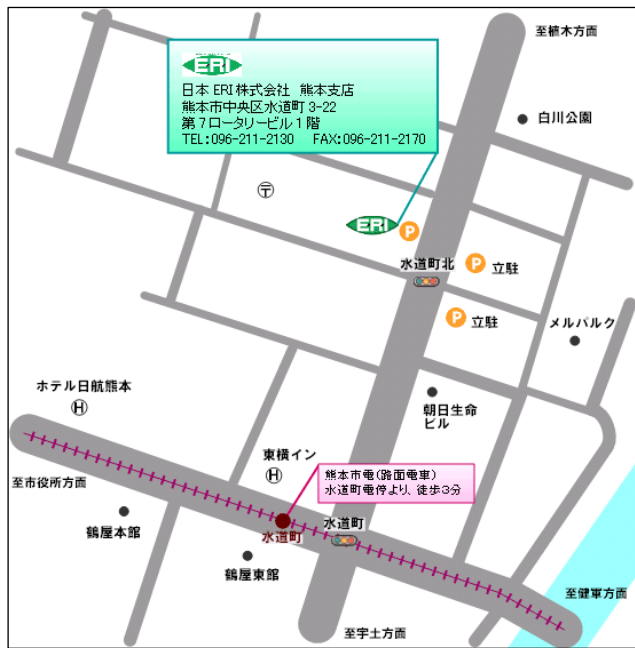 至植木方面
ERI
日本ERI株式会社 熊本支店
熊本市中央区水道町3-22
第7ロータリービル1階
TEL:096-211-2130 FAX:096-211-2170
白川公園
〒
ERI
P
水道町北
P 立駐
P 立駐
メルパルク
ホテル日航熊本
H
朝日生命
ビル
東横イン
H
熊本市電(路面電車)
水道町電停より、徒歩3分
至市役所方面
鶴屋本館
水道町
水道町
鶴屋東館
至健軍方面
至宇土方面